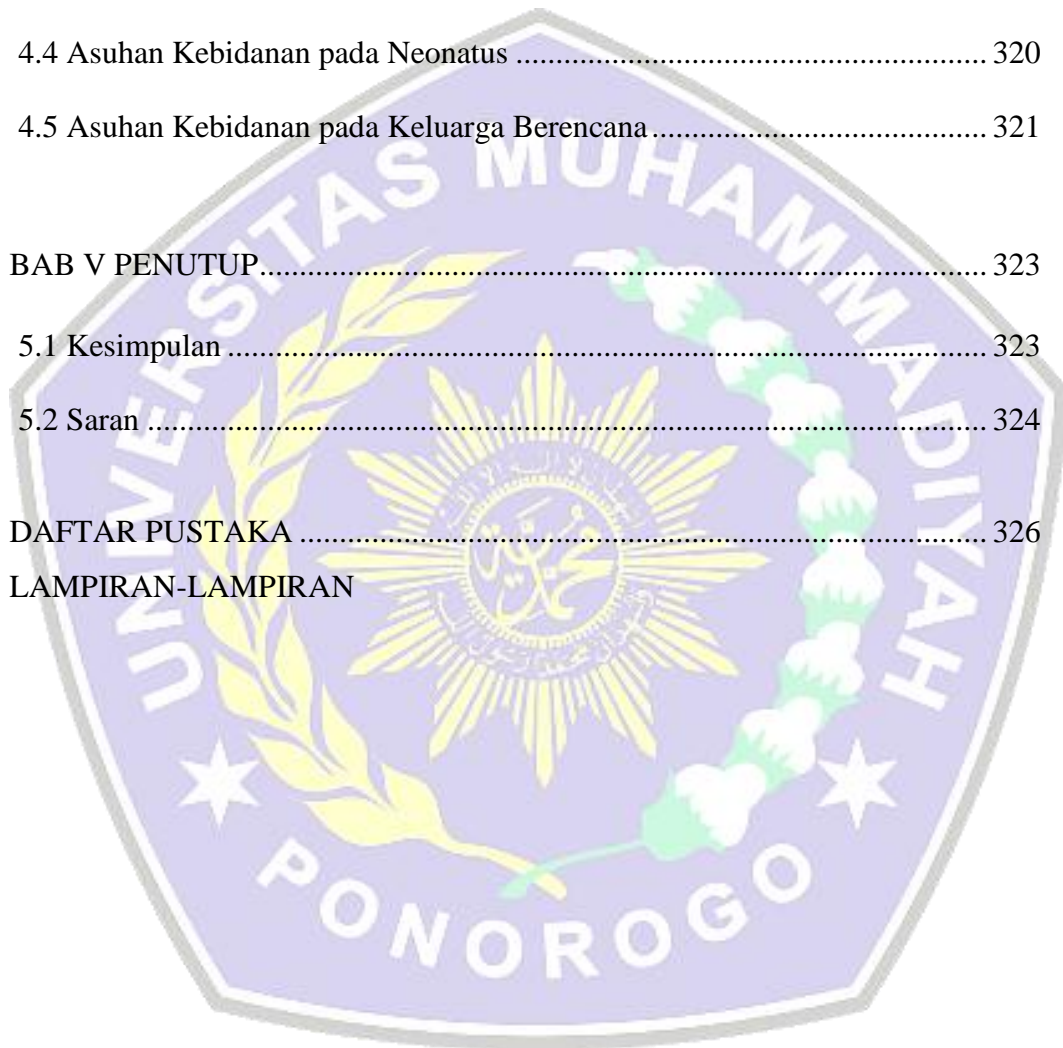 4.4 Asuhan Kebidanan pada Neonatus ........................................................ 320
4.5 Asuhan Kebidanan pada Keluarga Berencana........................................ 321
BAB V PENUTUP....................................................................................... 323
5.1 Kesimpulan ........................................................................................... 323
5.2 Saran ..................................................................................................... 324
DAFTAR PUSTAKA .................................................................................. 326
LAMPIRAN-LAMPIRAN
UNIVERSITAS MUHAMMADIYAH
PONOROGO